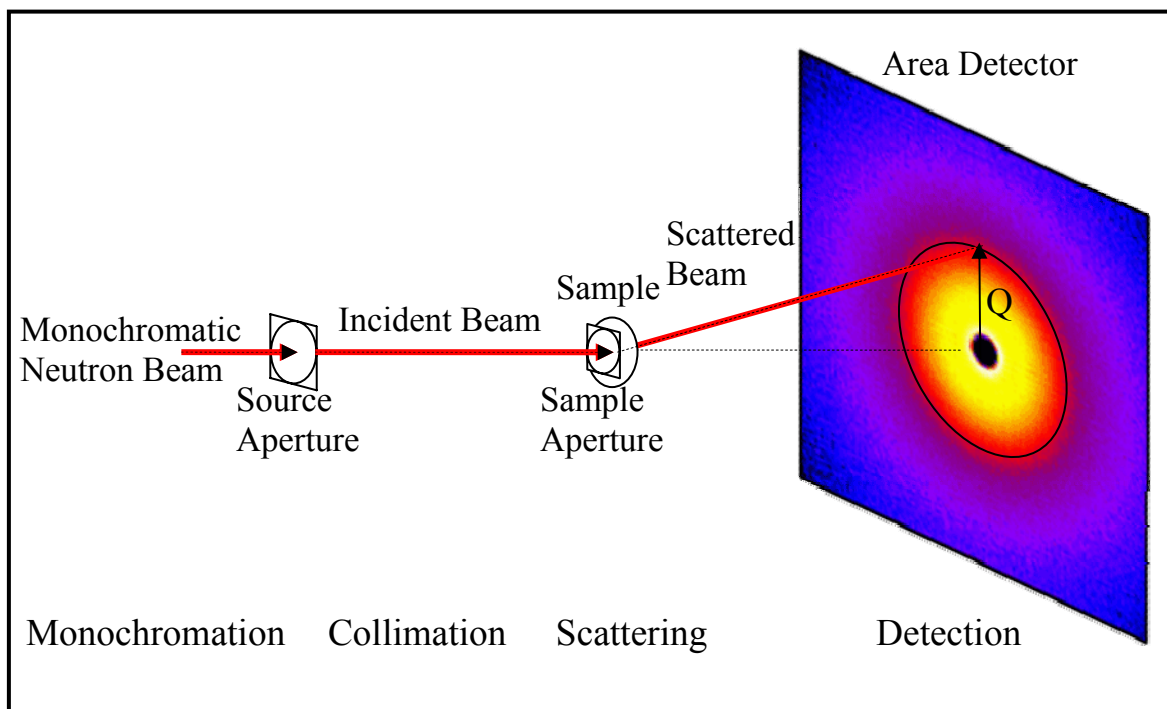 Area Detector
Scattered
Beam
Sample
Q
Incident Beam
Monochromatic
Neutron Beam
Source
Aperture
Sample
Aperture
Monochromation
Collimation
Scattering
Detection